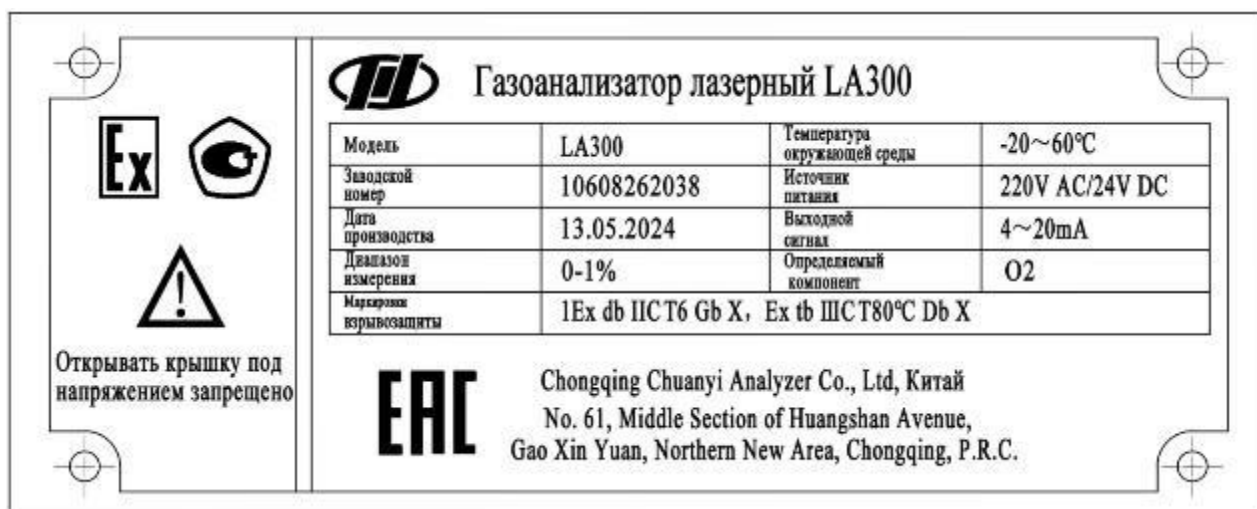 Ex
Открывать крышку под
напряжением запрещено
Газоанализатор лазерный LA300
Модель LA300 Температура окружающей среды -20～60℃
Заводской номер 10608262038 Источник питания 220V AC/24V DC
Дата производства 13.05.2024 Выходной сигнал 4～20mA
Диапазон измерения 0-1% Определяемый компонент O2
Маркировки взрывозащиты 1Ex db IIC T6 Gb X, Ex tb IIIC T80℃ Db X
EAC
Chongqing Chuanyi Analyzer Co., Ltd, Китай
No. 61, Middle Section of Huangshan Avenue,
Gao Xin Yuan, Northern New Area, Chongqing, P.R.C.